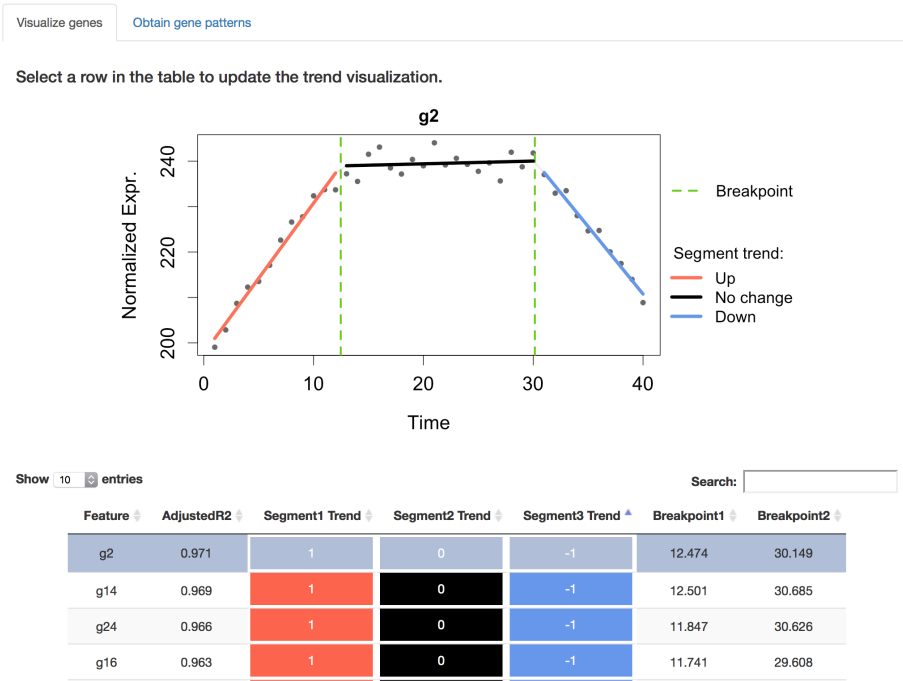 Visualize genes Obtain gene patterns
Select a row in the table to update the trend visualization.
g2
240
220
200
Normalized Expr.
0 10 20 30 40
Time
Breakpoint
Segment trend:
Up
No change
Down
Show 10 entries Search:
Feature AdjustedR2 Segment1 Trend Segment2 Trend Segment3 Trend Breakpoint1 Breakpoint2
g2 0.971 1 0 -1 12.474 30.149
g14 0.969 1 0 -1 12.501 30.685
g24 0.966 1 0 -1 11.847 30.626
g16 0.963 1 0 -1 11.741 29.608